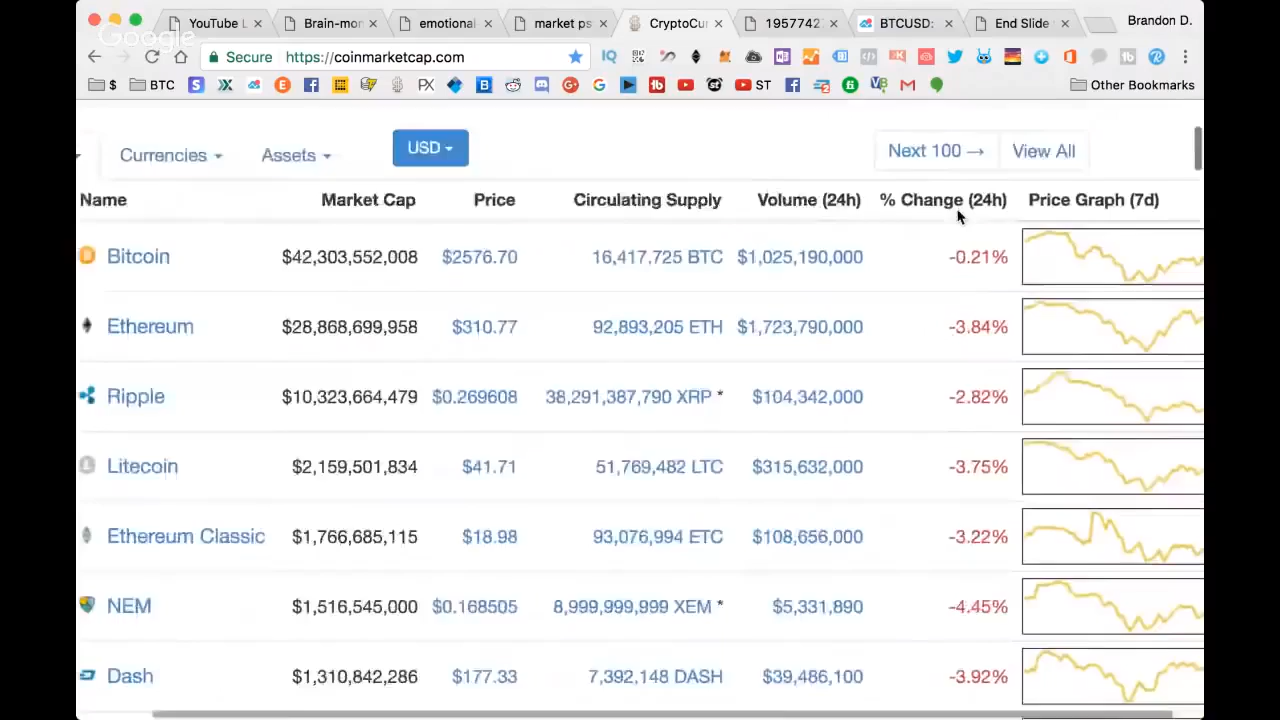 YouTube L Brain-mor emotional market ps CryptoCur 19577427 BTCUSD: End Slide Brandon D.
Google
Secure https://coinmarketcap.com
$ BTC ST Other Bookmarks
Currencies Assets USD Next 100 → View All
Name Market Cap Price Circulating Supply Volume (24h) % Change (24h) Price Graph (7d)
Bitcoin $42,303,552,008 $2576.70 16,417,725 BTC $1,025,190,000 -0.21%
Ethereum $28,868,699,958 $310.77 92,893,205 ETH $1,723,790,000 -3.84%
Ripple $10,323,664,479 $0.269608 38,291,387,790 XRP * $104,342,000 -2.82%
Litecoin $2,159,501,834 $41.71 51,769,482 LTC $315,632,000 -3.75%
Ethereum Classic $1,766,685,115 $18.98 93,076,994 ETC $108,656,000 -3.22%
NEM $1,516,545,000 $0.168505 8,999,999,999 XEM * $5,331,890 -4.45%
Dash $1,310,842,286 $177.33 7,392,148 DASH $39,486,100 -3.92%